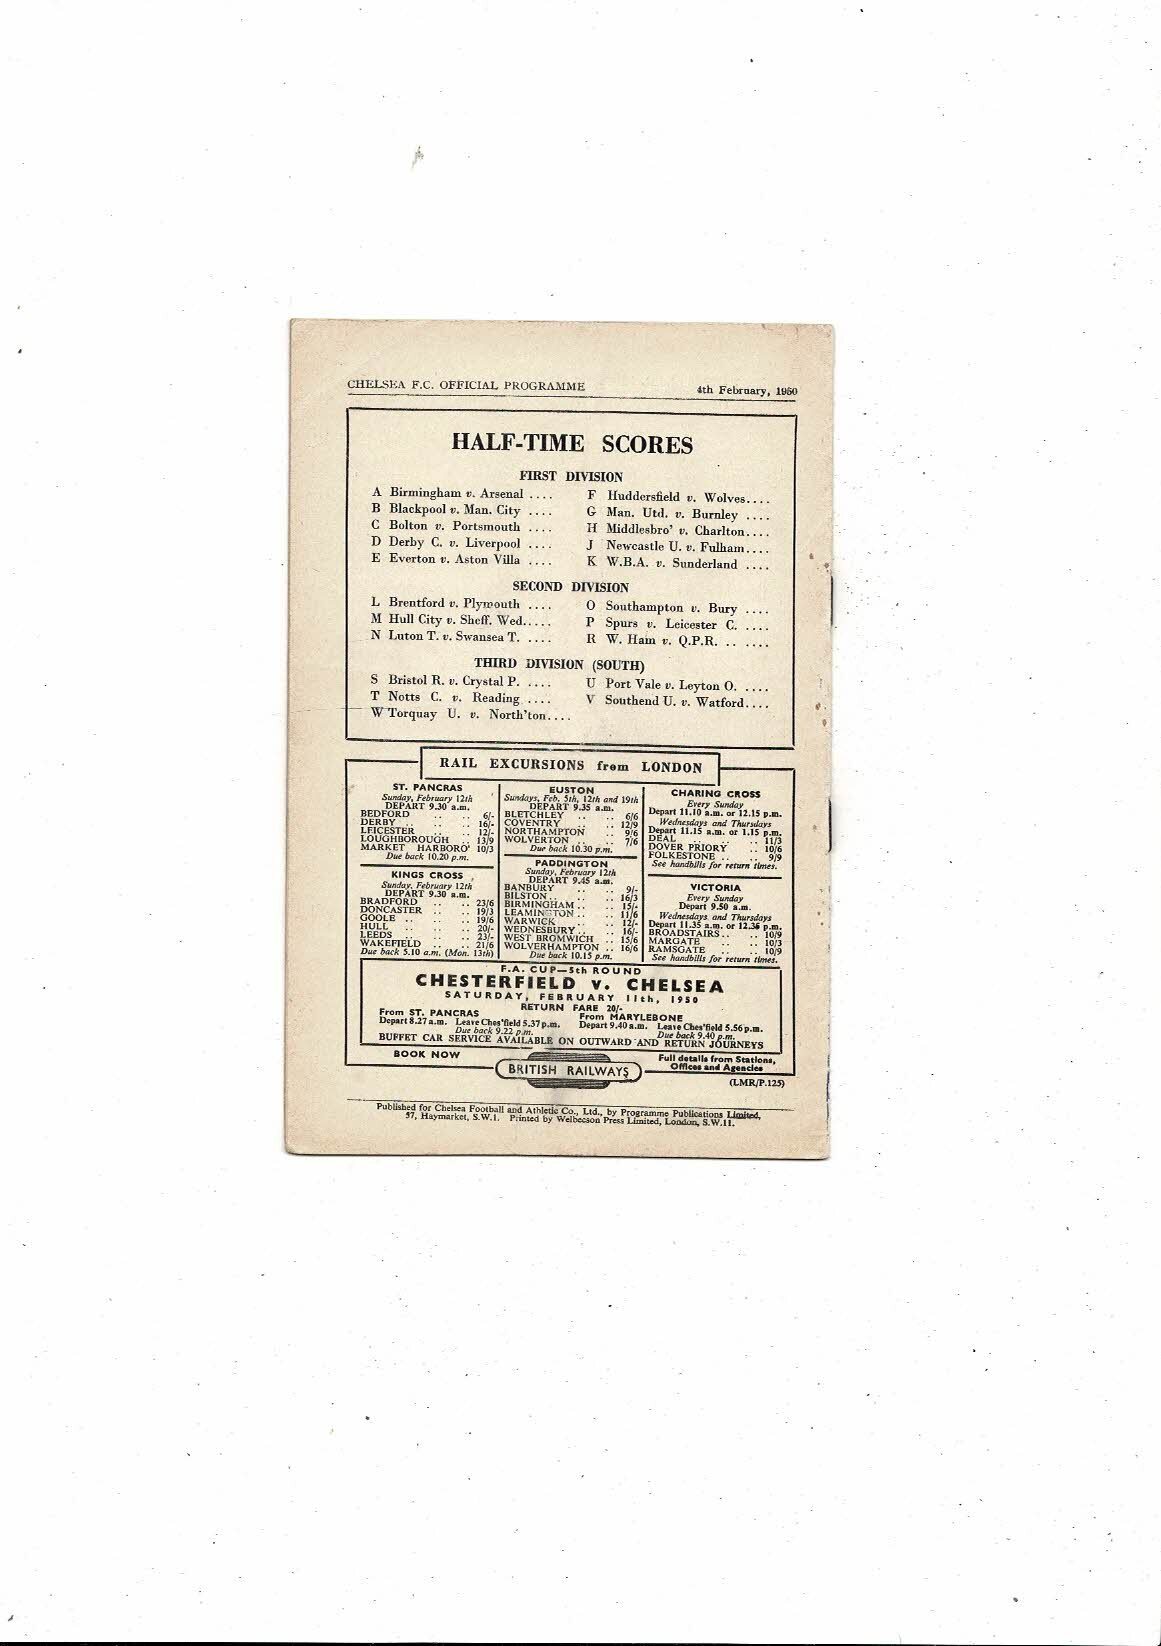 CHELSEA F.C. OFFICIAL PROGRAMME 4th February, 1950
HALF-TIME SCORES
FIRST DIVISION
A Birmingham v. Arsenal ....
B Blackpool v. Man. City ....
C Bolton v. Portsmouth ....
D Derby C. v. Liverpool ....
E Everton v. Aston Villa ....
F Huddersfield v. Wolves....
G Man. Utd. v. Burnley ....
H Middlesbro' v. Charlton....
J Newcastle U. v. Fulham....
K W.B.A. v. Sunderland ....
SECOND DIVISION
L Brentford v. Plymouth ....
M Hull City v. Sheff. Wed.....
N Luton T. v. Swansea T. ....
O Southampton v. Bury ....
P Spurs v. Leicester C. ....
R W. Ham v. Q.P.R. .. ....
THIRD DIVISION (SOUTH)
S Bristol R. v. Crystal P. ....
T Notts C. v. Reading ....
W Torquay U. v. North'ton....
U Port Vale v. Leyton O. ....
V Southend U. v. Watford....
RAIL EXCURSIONS from LONDON
ST. PANCRAS
Sunday, February 12th
DEPART 9.30 a.m.
BEDFORD .. .. 6/-
DERBY .. .. .. 16/-
LEICESTER .. .. 12/-
LOUGHBOROUGH .. 13/9
MARKET HARBORO' 10/3
Due back 10.20 p.m.
KINGS CROSS
Sunday, February 12th
DEPART 9.30 a.m.
BRADFORD .. .. 23/6
DONCASTER .. .. 19/3
GOOLE .. .. .. 19/6
HULL .. .. .. 20/-
LEEDS .. .. .. 23/-
WAKEFIELD .. .. 21/6
Due back 5.10 a.m. (Mon. 13th)
EUSTON
Sundays, Feb. 5th, 12th and 19th
DEPART 9.35 a.m.
BLETCHLEY .. .. 6/6
COVENTRY .. .. 12/9
NORTHAMPTON .. 9/6
WOLVERTON .. .. 7/6
Due back 10.30 p.m.
PADDINGTON
Sunday, February 12th
DEPART 9.45 a.m.
BANBURY .. .. 9/-
BILSTON .. .. 16/3
BIRMINGHAM .. .. 15/-
LEAMINGTON .. .. 11/6
WARWICK .. .. 12/-
WEDNESBURY .. .. 16/-
WEST BROMWICH .. 15/6
WOLVERHAMPTON .. 16/6
Due back 10.15 p.m.
CHARING CROSS
Every Sunday
Depart 11.10 a.m. or 12.15 p.m.
Wednesdays and Thursdays
Depart 11.15 a.m. or 1.15 p.m.
DEAL .. .. .. 11/3
DOVER PRIORY .. 10/6
FOLKESTONE .. .. 9/9
See handbills for return times.
VICTORIA
Every Sunday
Depart 9.50 a.m.
Wednesdays and Thursdays
Depart 11.35 a.m. or 12.35 p.m.
BROADSTAIRS .. .. 10/9
MARGATE .. .. 10/3
RAMSGATE .. .. 10/9
See handbills for return times.
F.A. CUP—5th ROUND
CHESTERFIELD v. CHELSEA
SATURDAY, FEBRUARY 11th, 1950
RETURN FARE 20/-
From ST. PANCRAS
Depart 8.27 a.m. Leave Ches'field 5.37 p.m.
Due back 9.22 p.m.
From MARYLEBONE
Depart 9.40 a.m. Leave Ches'field 5.56 p.m.
Due back 9.40 p.m.
BUFFET CAR SERVICE AVAILABLE ON OUTWARD AND RETURN JOURNEYS
BOOK NOW
BRITISH RAILWAYS
Full details from Stations,
Offices and Agencies
(LMR/P.125)
Published for Chelsea Football and Athletic Co., Ltd., by Programme Publications Limited,
57, Haymarket, S.W.1. Printed by Welbecson Press Limited, London, S.W.11.